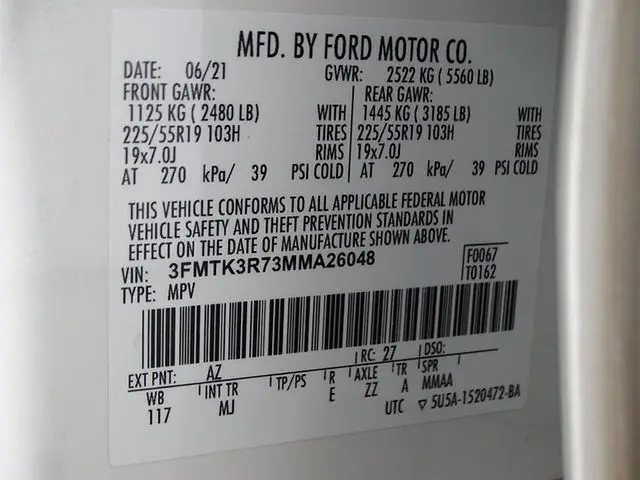 MFD. BY FORD MOTOR CO.
DATE: 06/21 GVWR: 2522 KG ( 5560 LB)
FRONT GAWR: REAR GAWR:
1125 KG ( 2480 LB) WITH 1445 KG ( 3185 LB) WITH
225/55R19 103H TIRES 225/55R19 103H TIRES
19x7.0J RIMS 19x7.0J RIMS
AT 270 kPa/ 39 PSI COLD AT 270 kPa/ 39 PSI COLD
THIS VEHICLE CONFORMS TO ALL APPLICABLE FEDERAL MOTOR
VEHICLE SAFETY AND THEFT PREVENTION STANDARDS IN
EFFECT ON THE DATE OF MANUFACTURE SHOWN ABOVE.
VIN: 3FMTK3R73MMA26048 F0067
TYPE: MPV T0162
EXT PNT: AZ RC: 27 DSO:
WB INT TR TP/PS R AXLE TR SPR
117 MJ E ZZ A MMAA
UTC ▽ 5U5A-1520472-BA